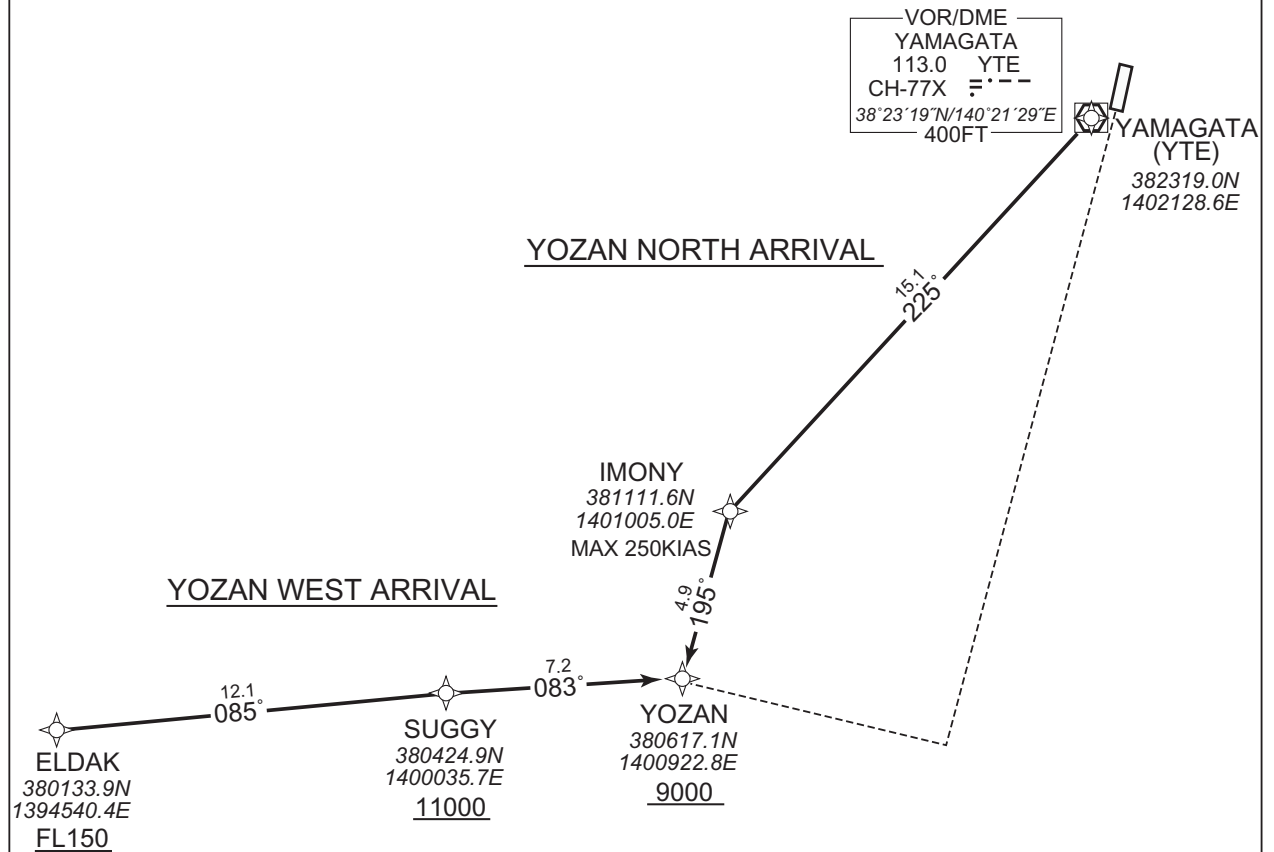 VOR/DME
YAMAGATA
113.0 YTE
CH-77X
38°23´19˝N/140°21´29˝E
400FT
YAMAGATA
(YTE)
382319.0N
1402128.6E
YOZAN NORTH ARRIVAL
15.1
225°
IMONY
381111.6N
1401005.0E
MAX 250KIAS
4.9
195°
YOZAN WEST ARRIVAL
12.1
085°
7.2
083°
ELDAK
380133.9N
1394540.4E
FL150
SUGGY
380424.9N
1400035.7E
11000
YOZAN
380617.1N
1400922.8E
9000